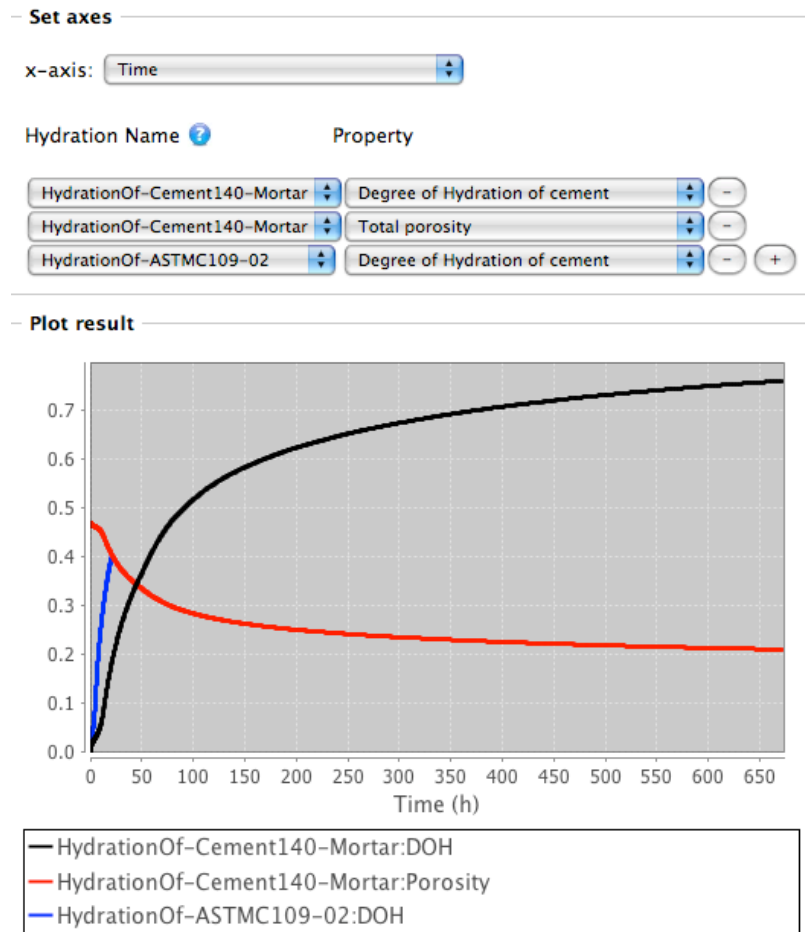 Set axes
x-axis: Time
Hydration Name ? Property
HydrationOf-Cement140-Mortar Degree of Hydration of cement -
HydrationOf-Cement140-Mortar Total porosity -
HydrationOf-ASTMC109-02 Degree of Hydration of cement - +
Plot result
0.7
0.6
0.5
0.4
0.3
0.2
0.1
0.0
0 50 100 150 200 250 300 350 400 450 500 550 600 650
Time (h)
HydrationOf-Cement140-Mortar:DOH
HydrationOf-Cement140-Mortar:Porosity
HydrationOf-ASTMC109-02:DOH